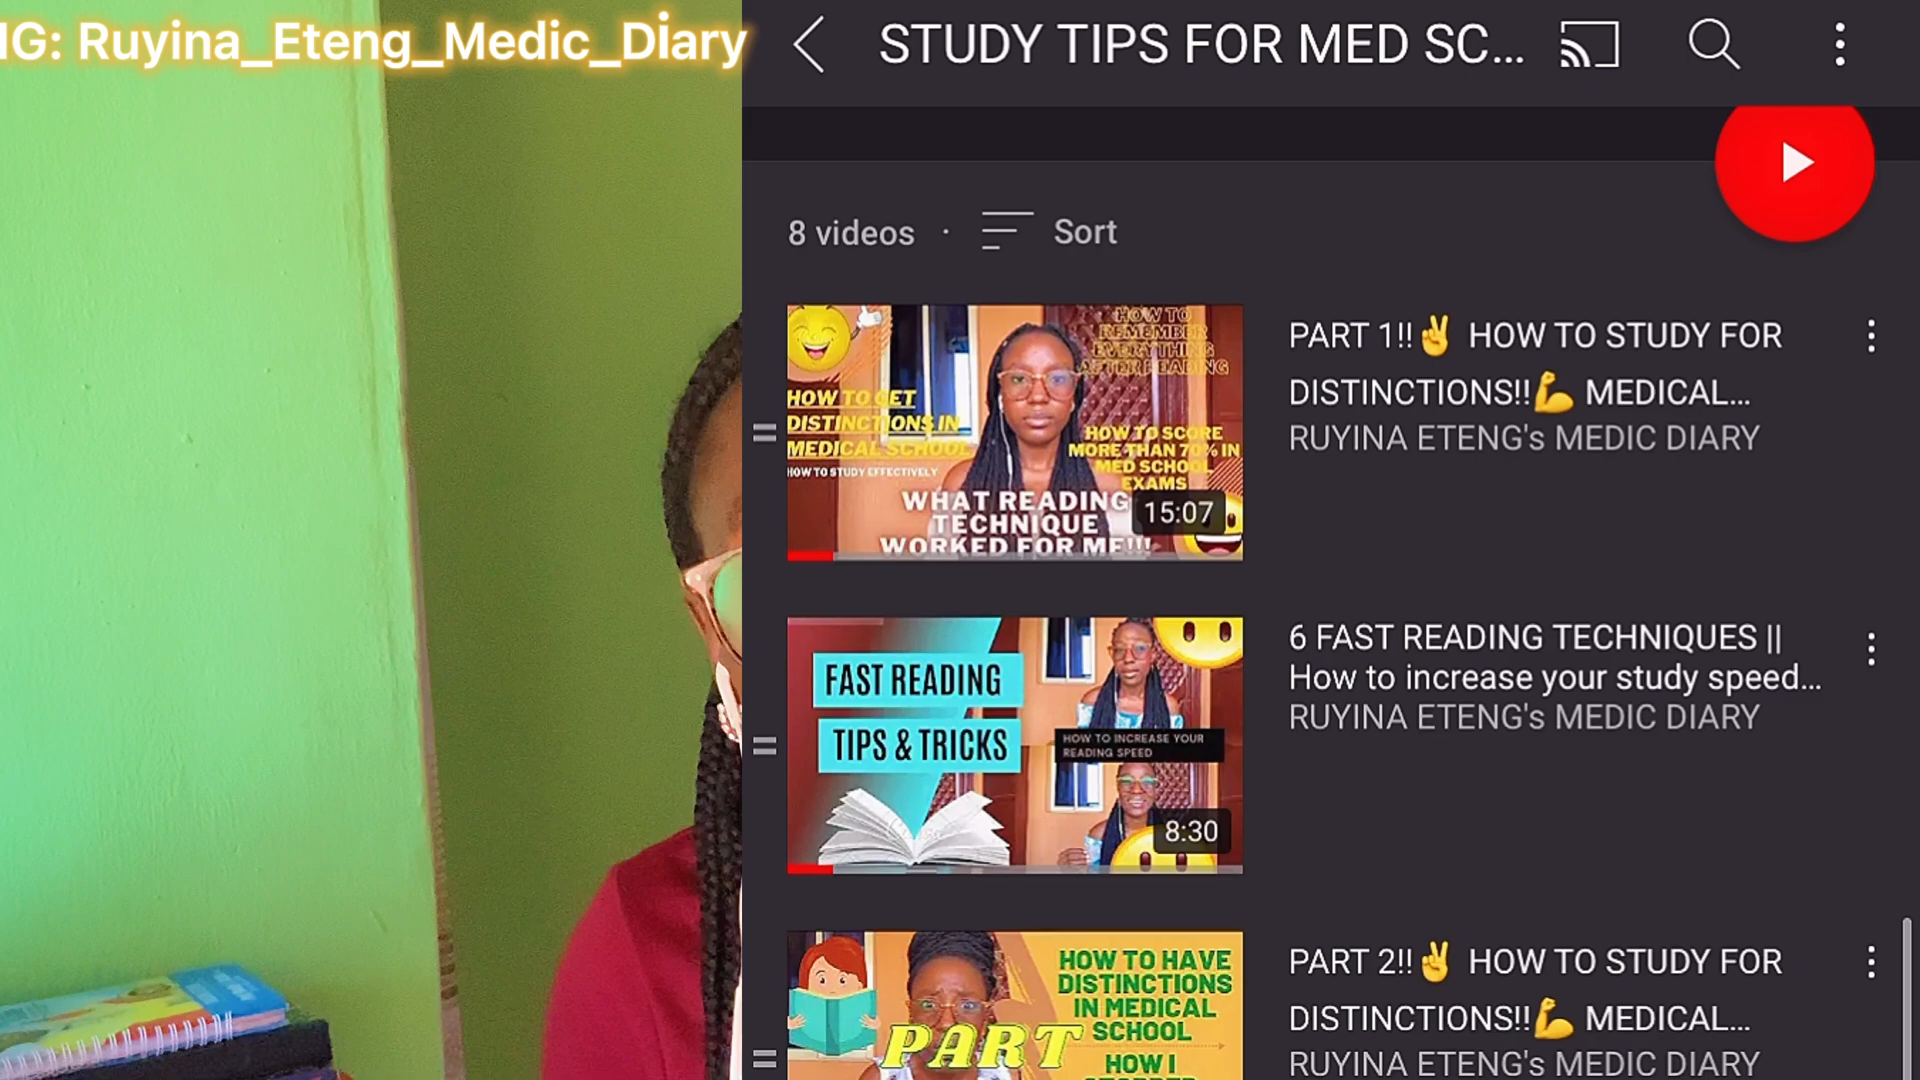 IG: Ruyina_Eteng_Medic_Diary
STUDY TIPS FOR MED SC...
8 videos · Sort
HOW TO
REMEMBER
EVERYTHING
AFTER READING
HOW TO GET
DISTINCTIONS IN
MEDICAL SCHOOL
HOW TO STUDY EFFECTIVELY
HOW TO SCORE
MORE THAN 70% IN
MED SCHOOL
EXAMS
WHAT READING
TECHNIQUE
WORKED FOR ME!!!
15:07
PART 1!!✌ HOW TO STUDY FOR
DISTINCTIONS!!💪 MEDICAL...
RUYINA ETENG's MEDIC DIARY
FAST READING
TIPS & TRICKS
HOW TO INCREASE YOUR
READING SPEED
8:30
6 FAST READING TECHNIQUES ||
How to increase your study speed...
RUYINA ETENG's MEDIC DIARY
HOW TO HAVE
DISTINCTIONS
IN MEDICAL
SCHOOL
PART
HOW I
PART 2!!✌ HOW TO STUDY FOR
DISTINCTIONS!!💪 MEDICAL...
RUYINA ETENG's MEDIC DIARY